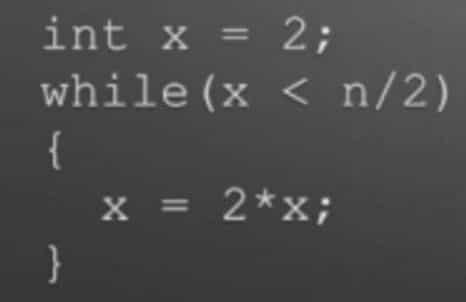 int x = 2;
while(x < n/2)
{
x = 2*x;
}